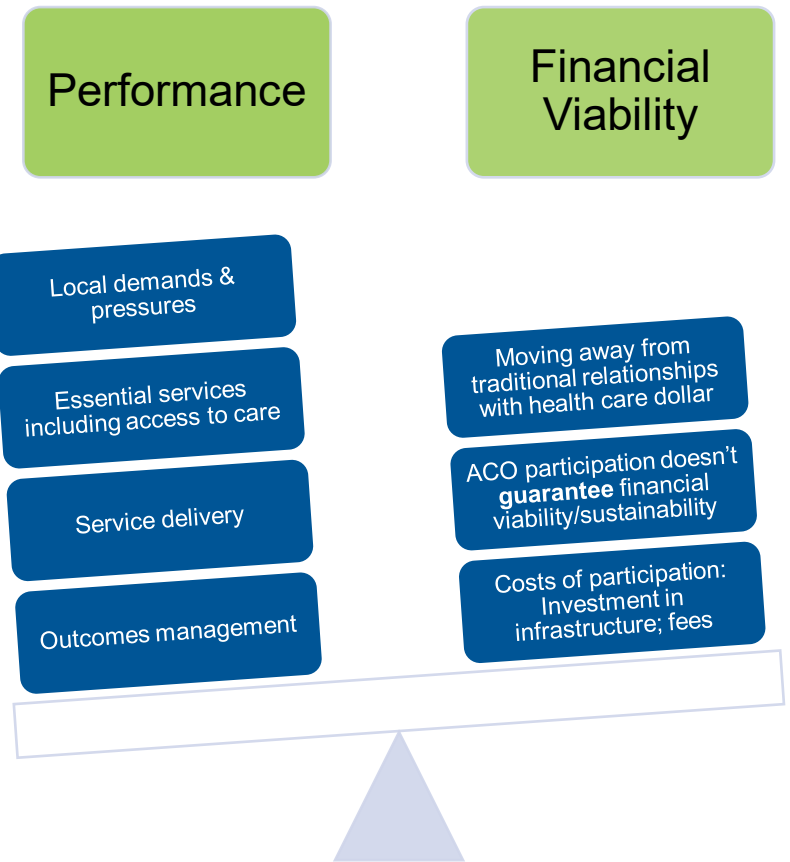 Performance
Financial
Viability
Local demands &
pressures
Essential services
including access to care
Service delivery
Outcomes management
Moving away from
traditional relationships
with health care dollar
ACO participation doesn’t
guarantee financial
viability/sustainability
Costs of participation:
Investment in
infrastructure; fees